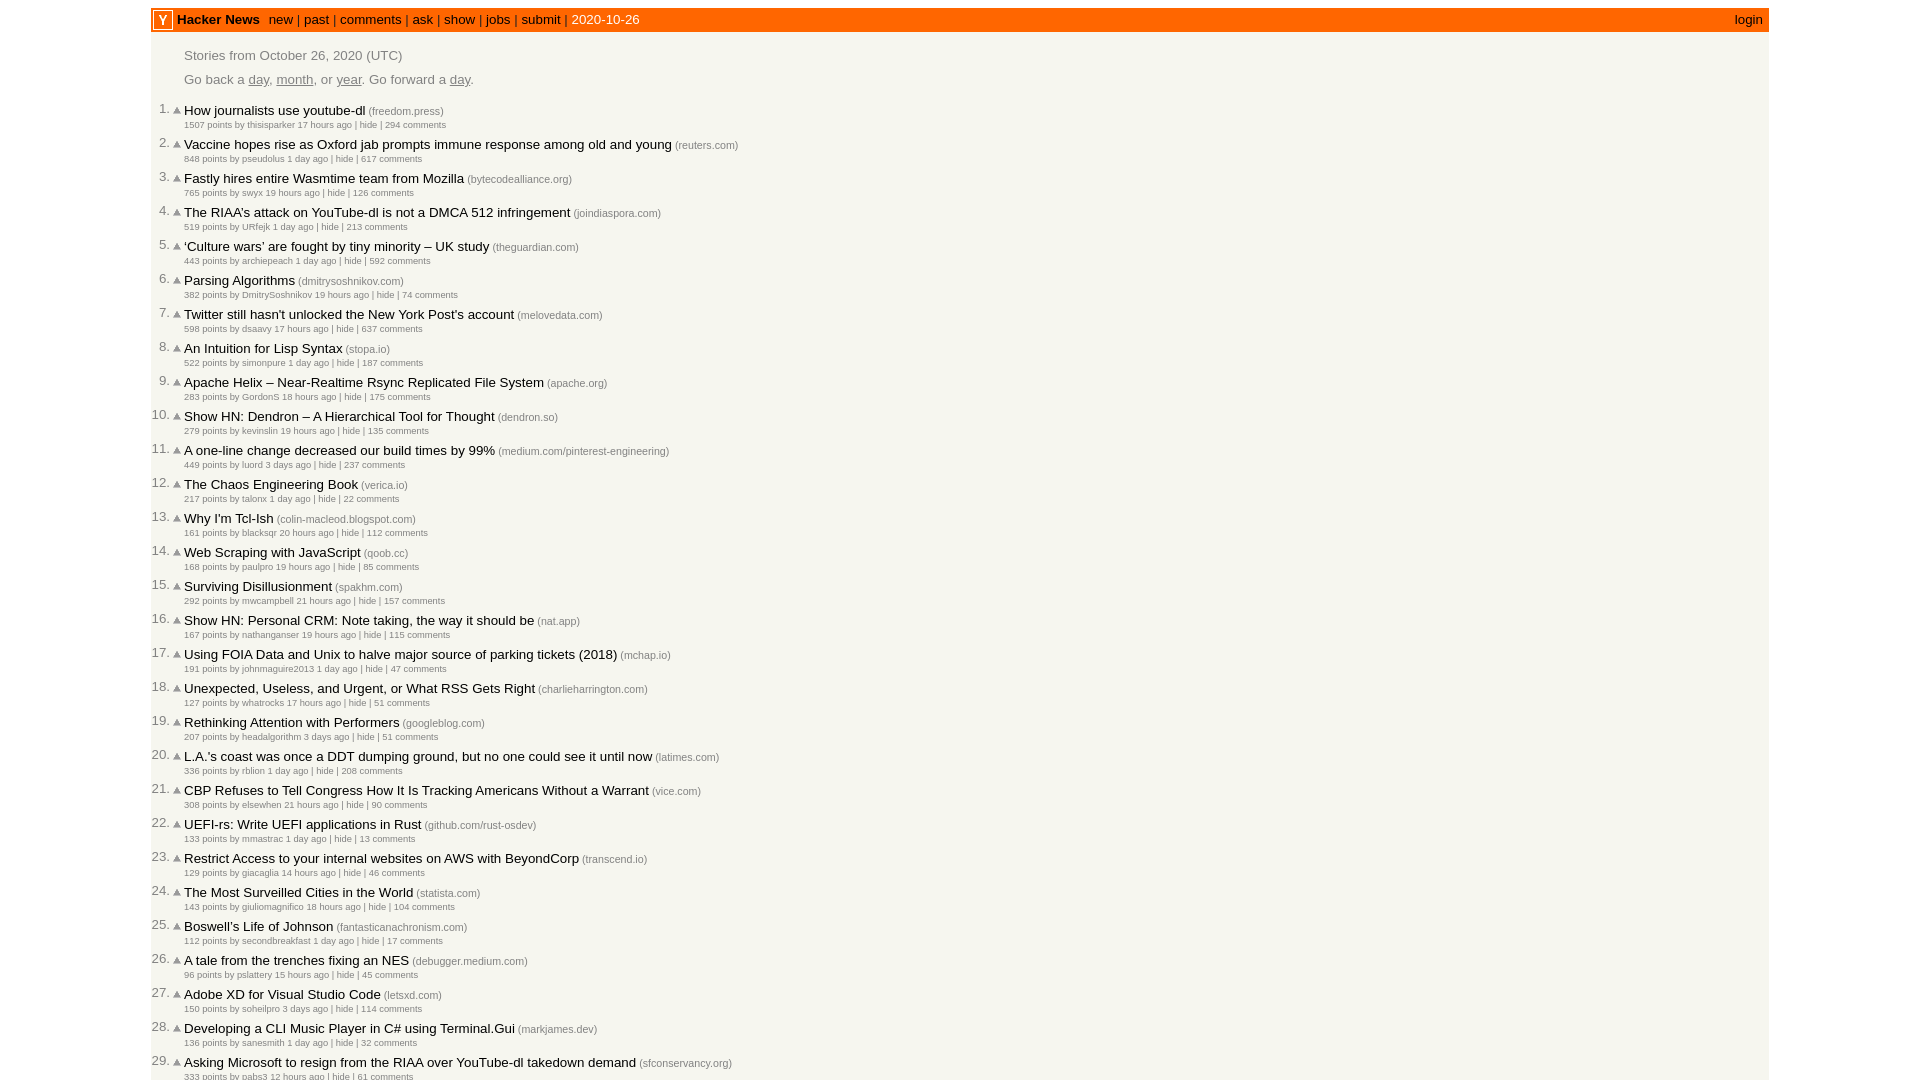 Y Hacker News new | past | comments | ask | show | jobs | submit | 2020-10-26 login
Stories from October 26, 2020 (UTC)
Go back a day, month, or year. Go forward a day.
1. How journalists use youtube-dl (freedom.press)
1507 points by thisisparker 17 hours ago | hide | 294 comments
2. Vaccine hopes rise as Oxford jab prompts immune response among old and young (reuters.com)
848 points by pseudolus 1 day ago | hide | 617 comments
3. Fastly hires entire Wasmtime team from Mozilla (bytecodealliance.org)
765 points by swyx 19 hours ago | hide | 126 comments
4. The RIAA’s attack on YouTube-dl is not a DMCA 512 infringement (joindiaspora.com)
519 points by URfejk 1 day ago | hide | 213 comments
5. ‘Culture wars’ are fought by tiny minority – UK study (theguardian.com)
443 points by archiepeach 1 day ago | hide | 592 comments
6. Parsing Algorithms (dmitrysoshnikov.com)
382 points by DmitrySoshnikov 19 hours ago | hide | 74 comments
7. Twitter still hasn't unlocked the New York Post's account (melovedata.com)
598 points by dsaavy 17 hours ago | hide | 637 comments
8. An Intuition for Lisp Syntax (stopa.io)
522 points by simonpure 1 day ago | hide | 187 comments
9. Apache Helix – Near-Realtime Rsync Replicated File System (apache.org)
283 points by GordonS 18 hours ago | hide | 175 comments
10. Show HN: Dendron – A Hierarchical Tool for Thought (dendron.so)
279 points by kevinslin 19 hours ago | hide | 135 comments
11. A one-line change decreased our build times by 99% (medium.com/pinterest-engineering)
449 points by luord 3 days ago | hide | 237 comments
12. The Chaos Engineering Book (verica.io)
217 points by talonx 1 day ago | hide | 22 comments
13. Why I'm Tcl-Ish (colin-macleod.blogspot.com)
161 points by blacksqr 20 hours ago | hide | 112 comments
14. Web Scraping with JavaScript (qoob.cc)
168 points by paulpro 19 hours ago | hide | 85 comments
15. Surviving Disillusionment (spakhm.com)
292 points by mwcampbell 21 hours ago | hide | 157 comments
16. Show HN: Personal CRM: Note taking, the way it should be (nat.app)
167 points by nathanganser 19 hours ago | hide | 115 comments
17. Using FOIA Data and Unix to halve major source of parking tickets (2018) (mchap.io)
191 points by johnmaguire2013 1 day ago | hide | 47 comments
18. Unexpected, Useless, and Urgent, or What RSS Gets Right (charlieharrington.com)
127 points by whatrocks 17 hours ago | hide | 51 comments
19. Rethinking Attention with Performers (googleblog.com)
207 points by headalgorithm 3 days ago | hide | 51 comments
20. L.A.'s coast was once a DDT dumping ground, but no one could see it until now (latimes.com)
336 points by rblion 1 day ago | hide | 208 comments
21. CBP Refuses to Tell Congress How It Is Tracking Americans Without a Warrant (vice.com)
308 points by elsewhen 21 hours ago | hide | 90 comments
22. UEFI-rs: Write UEFI applications in Rust (github.com/rust-osdev)
133 points by mmastrac 1 day ago | hide | 13 comments
23. Restrict Access to your internal websites on AWS with BeyondCorp (transcend.io)
129 points by giacaglia 14 hours ago | hide | 46 comments
24. The Most Surveilled Cities in the World (statista.com)
143 points by giuliomagnifico 18 hours ago | hide | 104 comments
25. Boswell’s Life of Johnson (fantasticanachronism.com)
112 points by secondbreakfast 1 day ago | hide | 17 comments
26. A tale from the trenches fixing an NES (debugger.medium.com)
96 points by pslattery 15 hours ago | hide | 45 comments
27. Adobe XD for Visual Studio Code (letsxd.com)
150 points by soheilpro 3 days ago | hide | 114 comments
28. Developing a CLI Music Player in C# using Terminal.Gui (markjames.dev)
136 points by sanesmith 1 day ago | hide | 32 comments
29. Asking Microsoft to resign from the RIAA over YouTube-dl takedown demand (sfconservancy.org)
333 points by pabs3 12 hours ago | hide | 61 comments